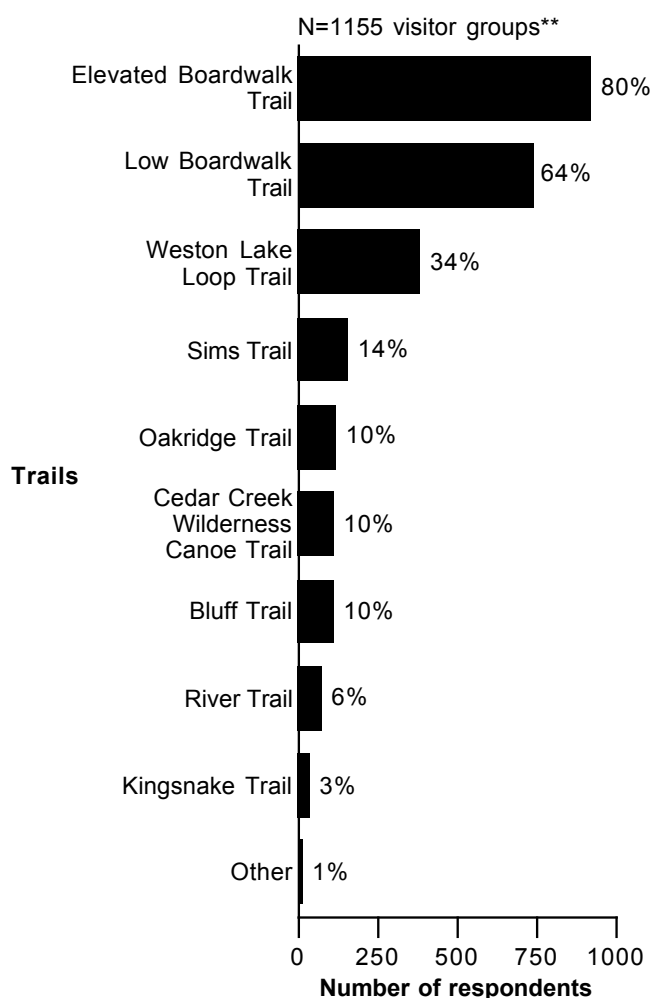 N=1155 visitor groups**
Elevated Boardwalk
Trail
80%
Low Boardwalk
Trail
64%
Weston Lake
Loop Trail
34%
Sims Trail
14%
Oakridge Trail
10%
Trails
Cedar Creek
Wilderness
Canoe Trail
10%
Bluff Trail
10%
River Trail
6%
Kingsnake Trail
3%
Other
1%
0 250 500 750 1000
Number of respondents